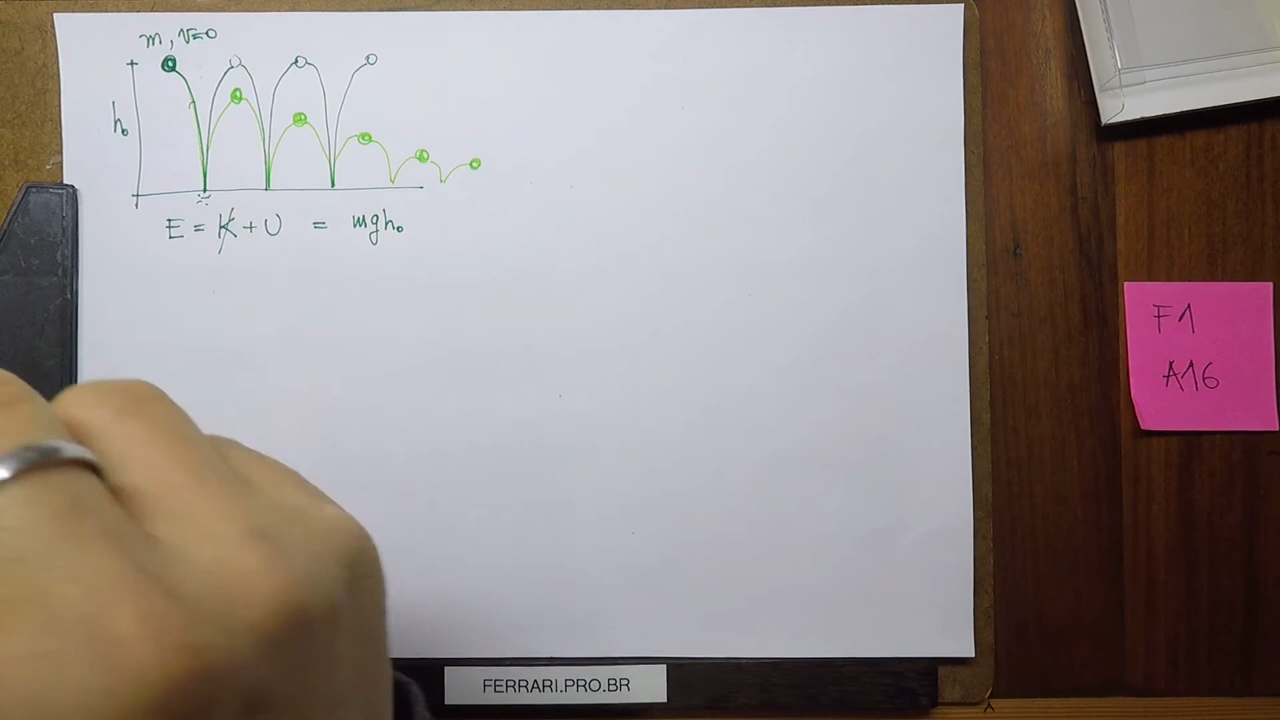 m, v=0
h₀
E = K + U = mgh₀
F1
A16
FERRARI.PRO.BR